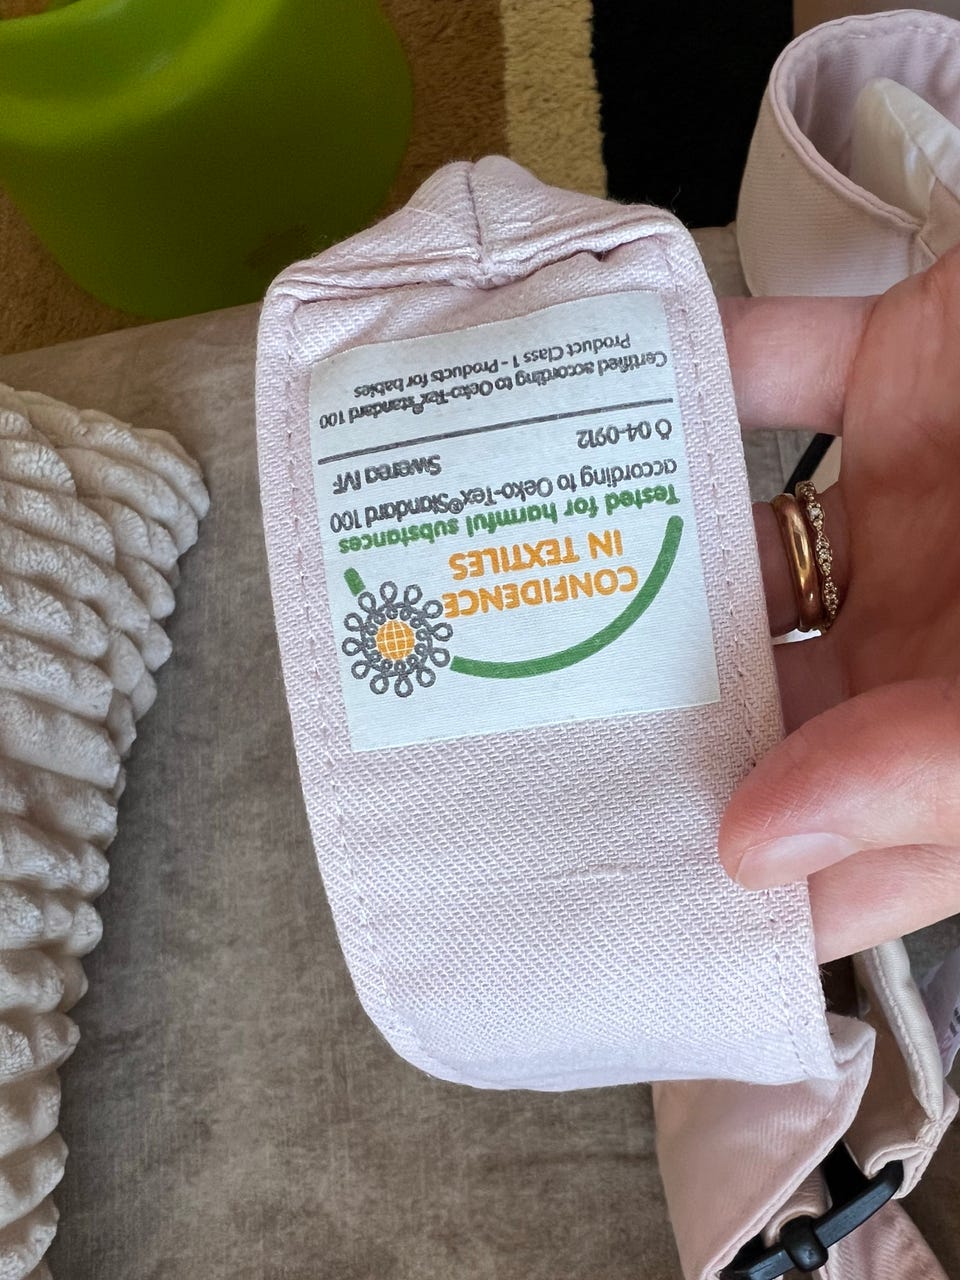 CONFIDENCE
IN TEXTILES
Tested for harmful substances
according to Oeko-Tex®Standard 100
Ö 04-0912 Swerea IVF
Certified according to Oeko-Tex®standard 100
Product Class 1 - Products for babies